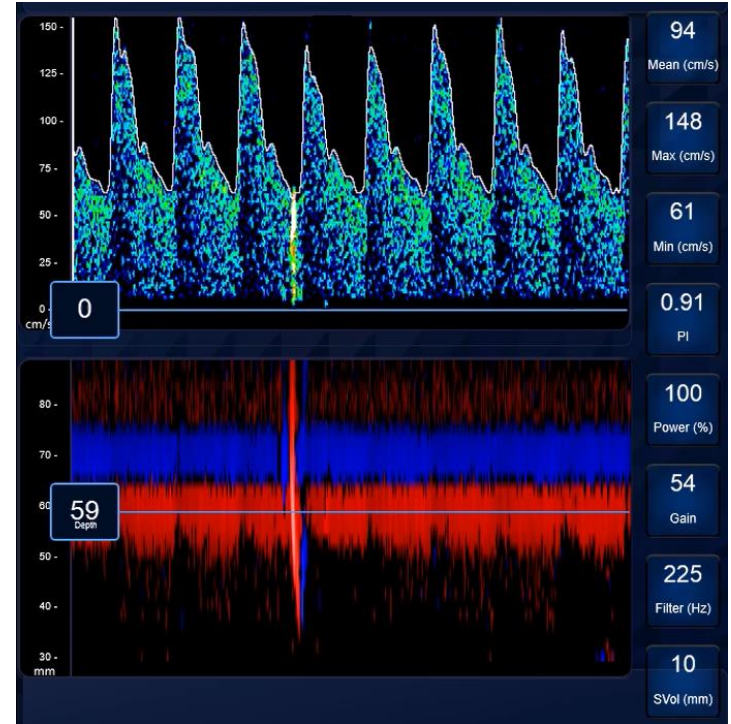 150 -
125 -
100 -
75 -
50 -
25 -
0 -
cm/s
0
80 -
70 -
60
59
Depth
50 -
40 -
30 -
mm
94
Mean (cm/s)
148
Max (cm/s)
61
Min (cm/s)
0.91
PI
100
Power (%)
54
Gain
225
Filter (Hz)
10
SVol (mm)